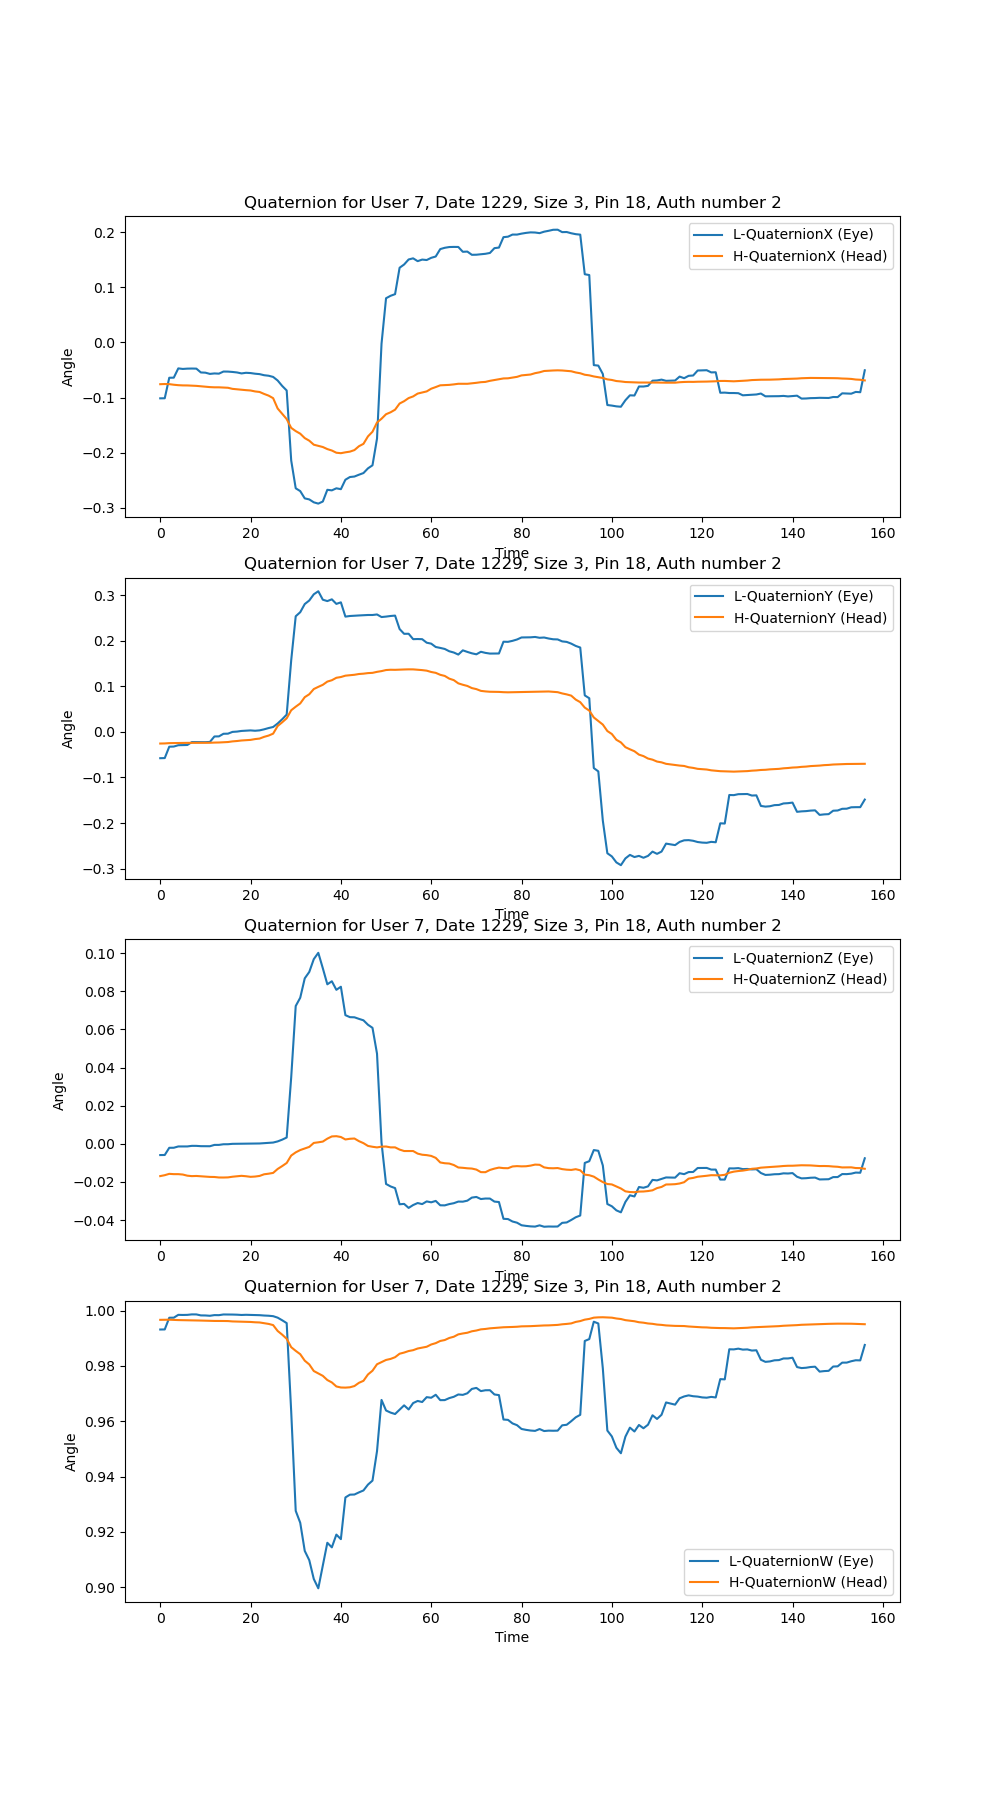 Quaternion for User 7, Date 1229, Size 3, Pin 18, Auth number 2
L-QuaternionX (Eye)
H-QuaternionX (Head)
Angle
0.2
0.1
0.0
−0.1
−0.2
−0.3
0 20 40 60 80 100 120 140 160
Time
Quaternion for User 7, Date 1229, Size 3, Pin 18, Auth number 2
L-QuaternionY (Eye)
H-QuaternionY (Head)
Angle
0.3
0.2
0.1
0.0
−0.1
−0.2
−0.3
0 20 40 60 80 100 120 140 160
Time
Quaternion for User 7, Date 1229, Size 3, Pin 18, Auth number 2
L-QuaternionZ (Eye)
H-QuaternionZ (Head)
Angle
0.10
0.08
0.06
0.04
0.02
0.00
−0.02
−0.04
0 20 40 60 80 100 120 140 160
Time
Quaternion for User 7, Date 1229, Size 3, Pin 18, Auth number 2
Angle
1.00
0.98
0.96
0.94
0.92
0.90
L-QuaternionW (Eye)
H-QuaternionW (Head)
0 20 40 60 80 100 120 140 160
Time